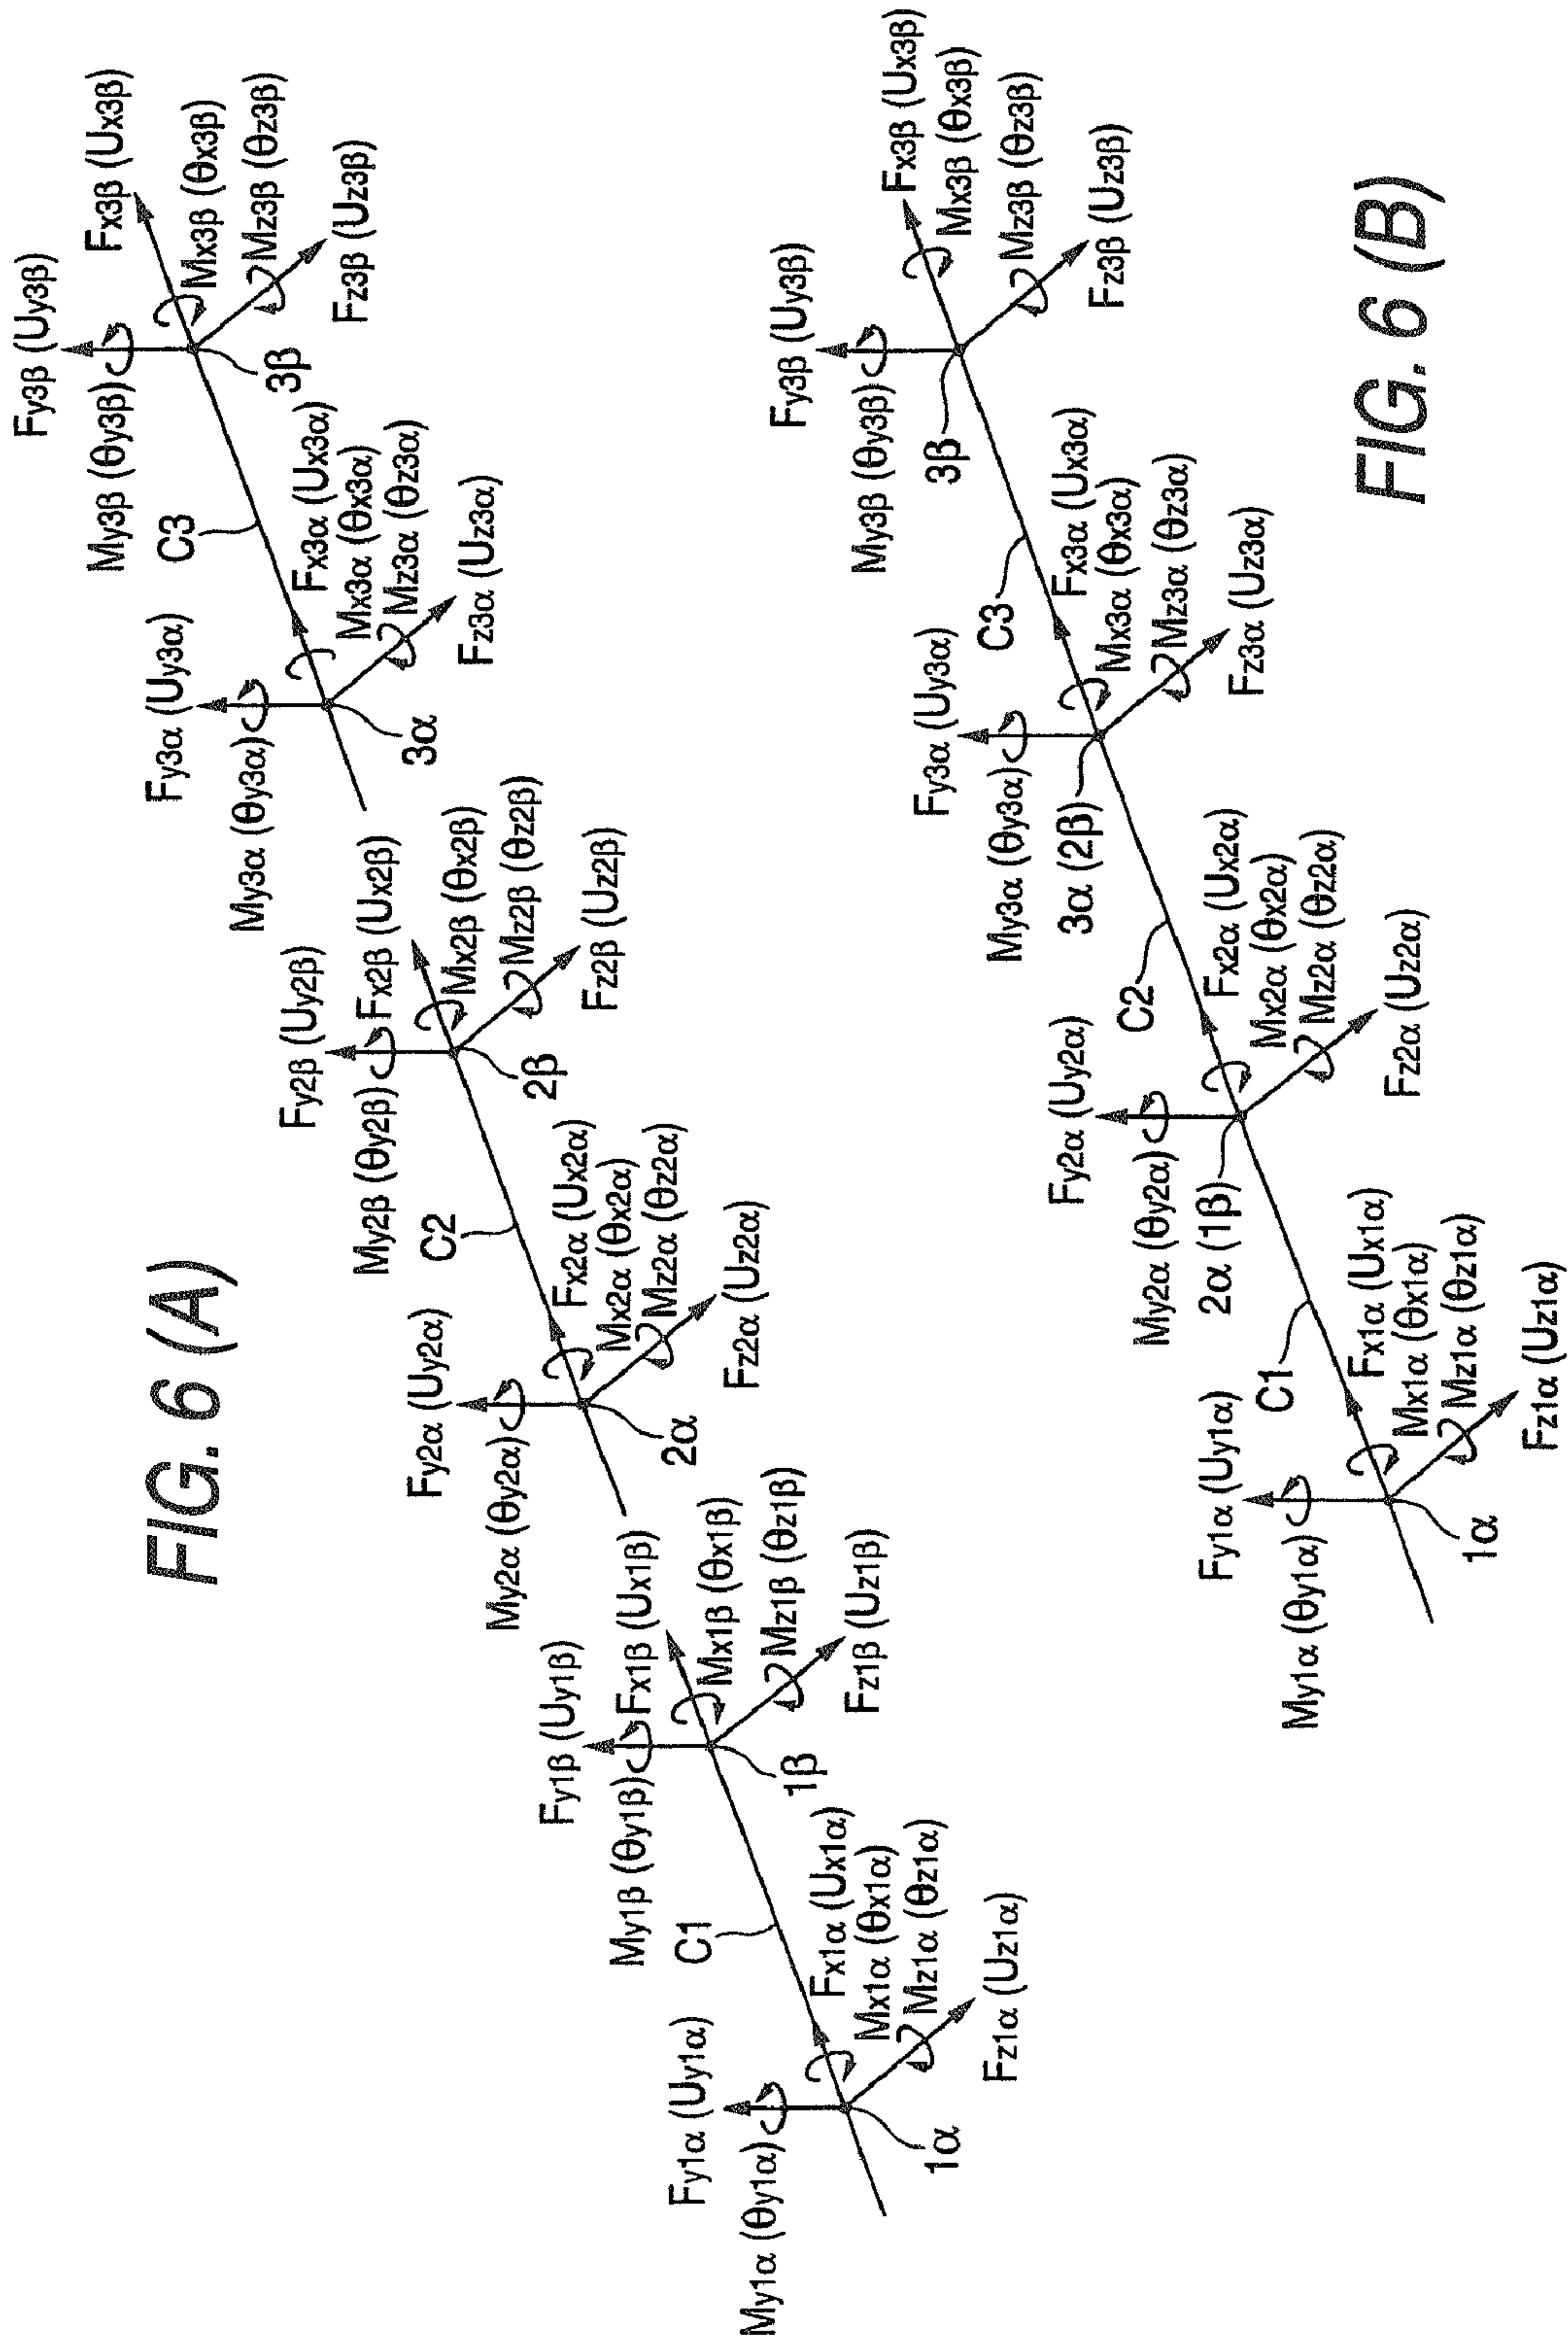 FIG. 6 (A)
Fy1α (Uy1α)
My1α (θy1α)
Fx1α (Ux1α)
Mx1α (θx1α)
Mz1α (θz1α)
Fz1α (Uz1α)
1α
C1
Fy1β (Uy1β)
My1β (θy1β)
Fx1β (Ux1β)
Mx1β (θx1β)
Mz1β (θz1β)
Fz1β (Uz1β)
1β
Fy2α (Uy2α)
My2α (θy2α)
Fx2α (Ux2α)
Mx2α (θx2α)
Mz2α (θz2α)
Fz2α (Uz2α)
2α
C2
Fy2β (Uy2β)
My2β (θy2β)
Fx2β (Ux2β)
Mx2β (θx2β)
Mz2β (θz2β)
Fz2β (Uz2β)
2β
Fy3α (Uy3α)
My3α (θy3α)
Fx3α (Ux3α)
Mx3α (θx3α)
Mz3α (θz3α)
Fz3α (Uz3α)
3α
C3
Fy3β (Uy3β)
My3β (θy3β)
Fx3β (Ux3β)
Mx3β (θx3β)
Mz3β (θz3β)
Fz3β (Uz3β)
3β
Fy1α (Uy1α)
My1α (θy1α)
Fx1α (Ux1α)
Mx1α (θx1α)
Mz1α (θz1α)
Fz1α (Uz1α)
1α
C1
Fy2α (Uy2α)
My2α (θy2α)
2α (1β)
Fx2α (Ux2α)
Mx2α (θx2α)
Mz2α (θz2α)
Fz2α (Uz2α)
C2
Fy3α (Uy3α)
My3α (θy3α)
3α (2β)
Fx3α (Ux3α)
Mx3α (θx3α)
Mz3α (θz3α)
Fz3α (Uz3α)
C3
Fy3β (Uy3β)
My3β (θy3β)
3β
Fx3β (Ux3β)
Mx3β (θx3β)
Mz3β (θz3β)
Fz3β (Uz3β)
FIG. 6 (B)